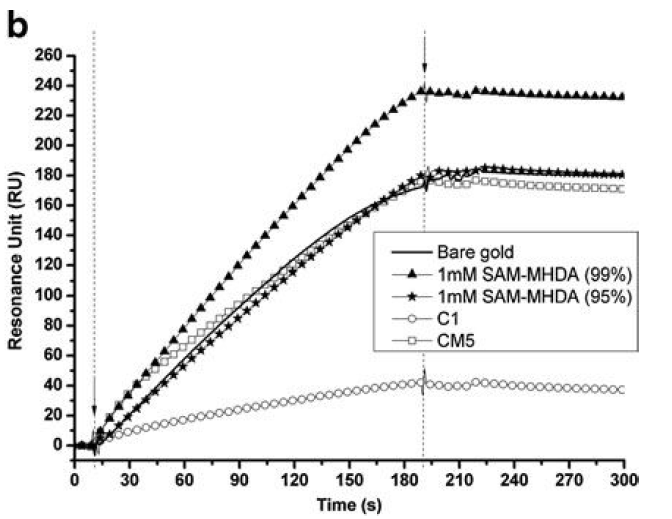 b
260
240
220
200
180
160
140
120
100
80
60
40
20
0
Resonance Unit (RU)
Bare gold
1mM SAM-MHDA (99%)
1mM SAM-MHDA (95%)
C1
CM5
0 30 60 90 120 150 180 210 240 270 300
Time (s)